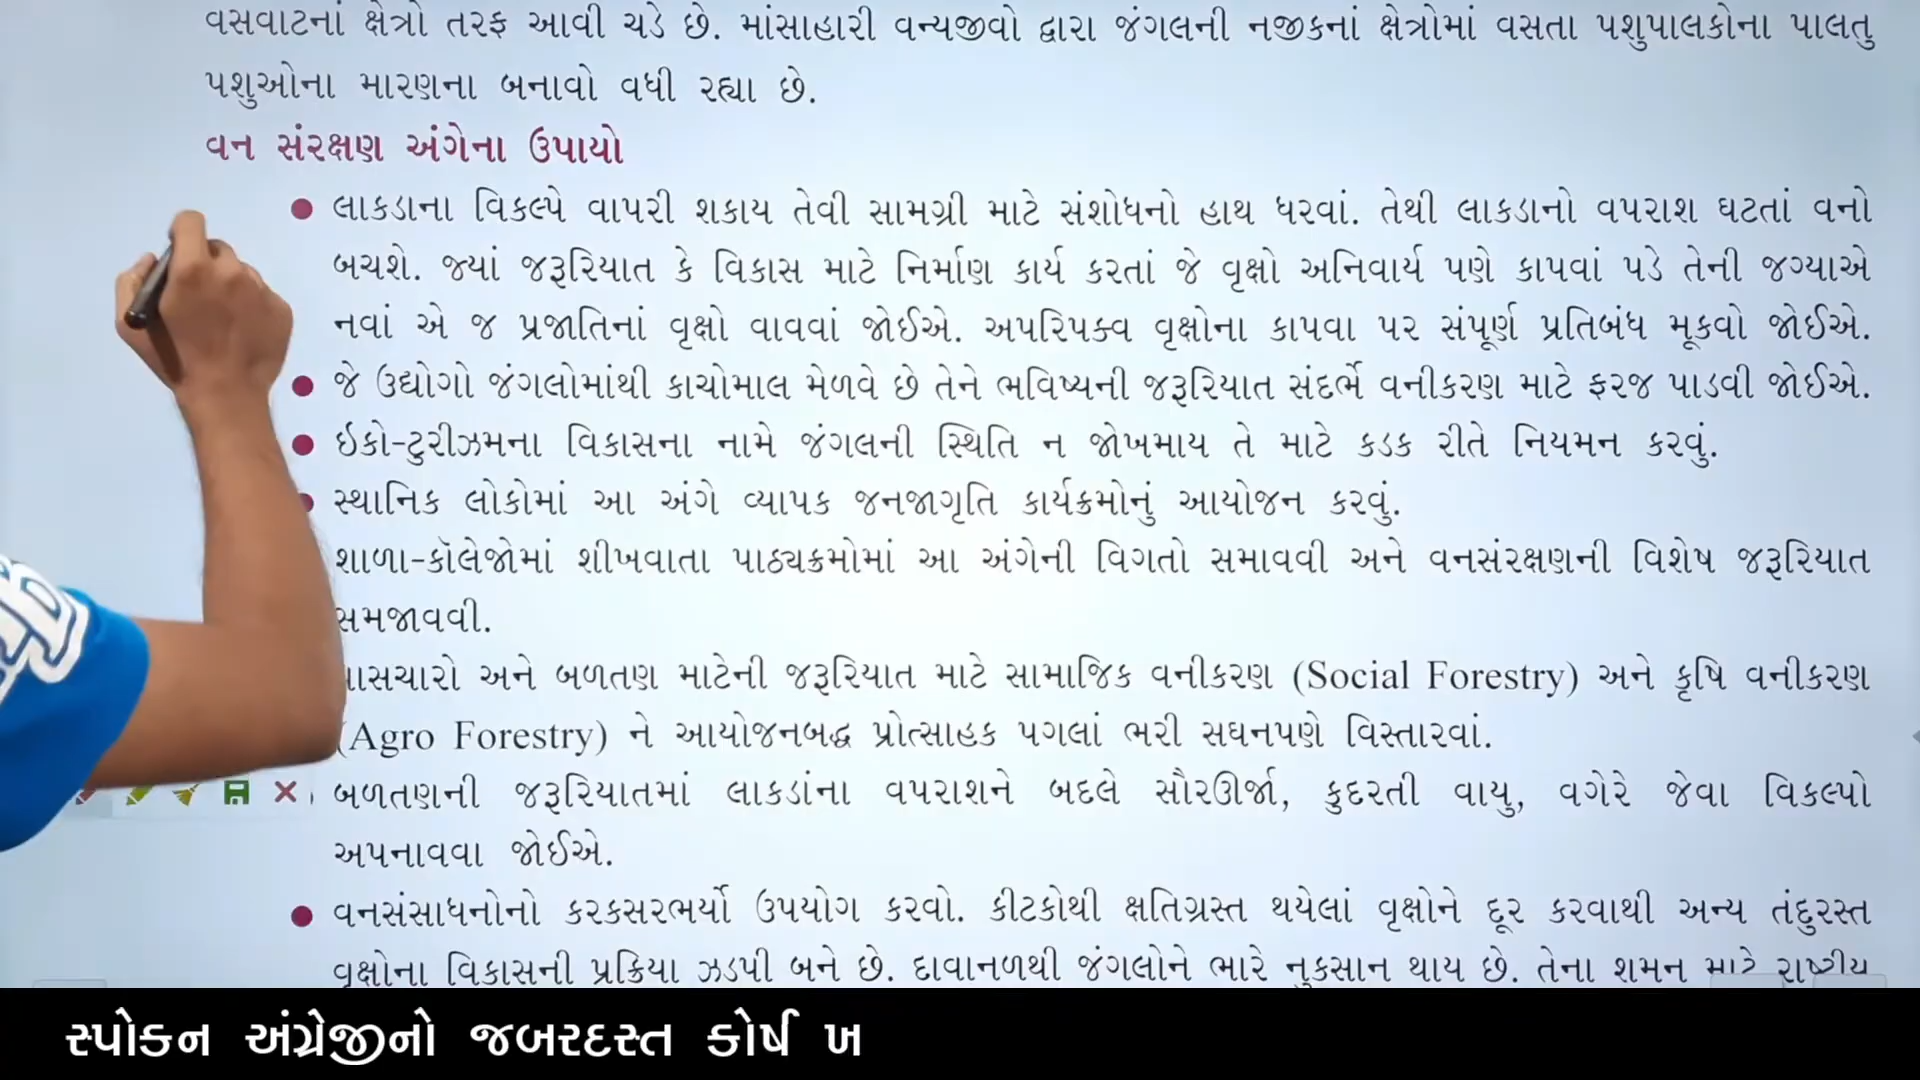 વસવાટનાં ક્ષેત્રો તરફ આવી ચડે છે. માંસાહારી વન્યજીવો દ્વારા જંગલની નજીકનાં ક્ષેત્રોમાં વસતા પશુપાલકોના પાલતુ
પશુઓના મારણના બનાવો વધી રહ્યા છે.
વન સંરક્ષણ અંગેના ઉપાયો
● લાકડાના વિકલ્પે વાપરી શકાય તેવી સામગ્રી માટે સંશોધનો હાથ ધરવાં. તેથી લાકડાનો વપરાશ ઘટતાં વનો
બચશે. જ્યાં જરૂરિયાત કે વિકાસ માટે નિર્માણ કાર્ય કરતાં જે વૃક્ષો અનિવાર્ય પણે કાપવાં પડે તેની જગ્યાએ
નવાં એ જ પ્રજાતિનાં વૃક્ષો વાવવાં જોઈએ. અપરિપક્વ વૃક્ષોના કાપવા પર સંપૂર્ણ પ્રતિબંધ મૂકવો જોઈએ.
● જે ઉદ્યોગો જંગલોમાંથી કાચોમાલ મેળવે છે તેને ભવિષ્યની જરૂરિયાત સંદર્ભે વનીકરણ માટે ફરજ પાડવી જોઈએ.
● ઇકો-ટુરીઝમના વિકાસના નામે જંગલની સ્થિતિ ન જોખમાય તે માટે કડક રીતે નિયમન કરવું.
● સ્થાનિક લોકોમાં આ અંગે વ્યાપક જનજાગૃતિ કાર્યક્રમોનું આયોજન કરવું.
શાળા-કૉલેજોમાં શીખવાતા પાઠ્યક્રમોમાં આ અંગેની વિગતો સમાવવી અને વનસંરક્ષણની વિશેષ જરૂરિયાત
સમજાવવી.
અને બળતણ માટેની જરૂરિયાત માટે સામાજિક વનીકરણ (Social Forestry) અને કૃષિ વનીકરણ
(Agro Forestry) ને આયોજનબદ્ધ પ્રોત્સાહક પગલાં ભરી સઘનપણે વિસ્તારવાં.
બળતણની જરૂરિયાતમાં લાકડાંના વપરાશને બદલે સૌરઊર્જા, કુદરતી વાયુ, વગેરે જેવા વિકલ્પો
અપનાવવા જોઈએ.
● વનસંસાધનોનો કરકસરભર્યો ઉપયોગ કરવો. કીટકોથી ક્ષતિગ્રસ્ત થયેલાં વૃક્ષોને દૂર કરવાથી અન્ય તંદુરસ્ત
વૃક્ષોના વિકાસની પ્રક્રિયા ઝડપી બને છે. દાવાનળથી જંગલોને ભારે નુકસાન થાય છે. તેના શમન માટે રાષ્ટ્રીય
સ્પોકન અંગ્રેજીનો જબરદસ્ત કોર્ષ ખ